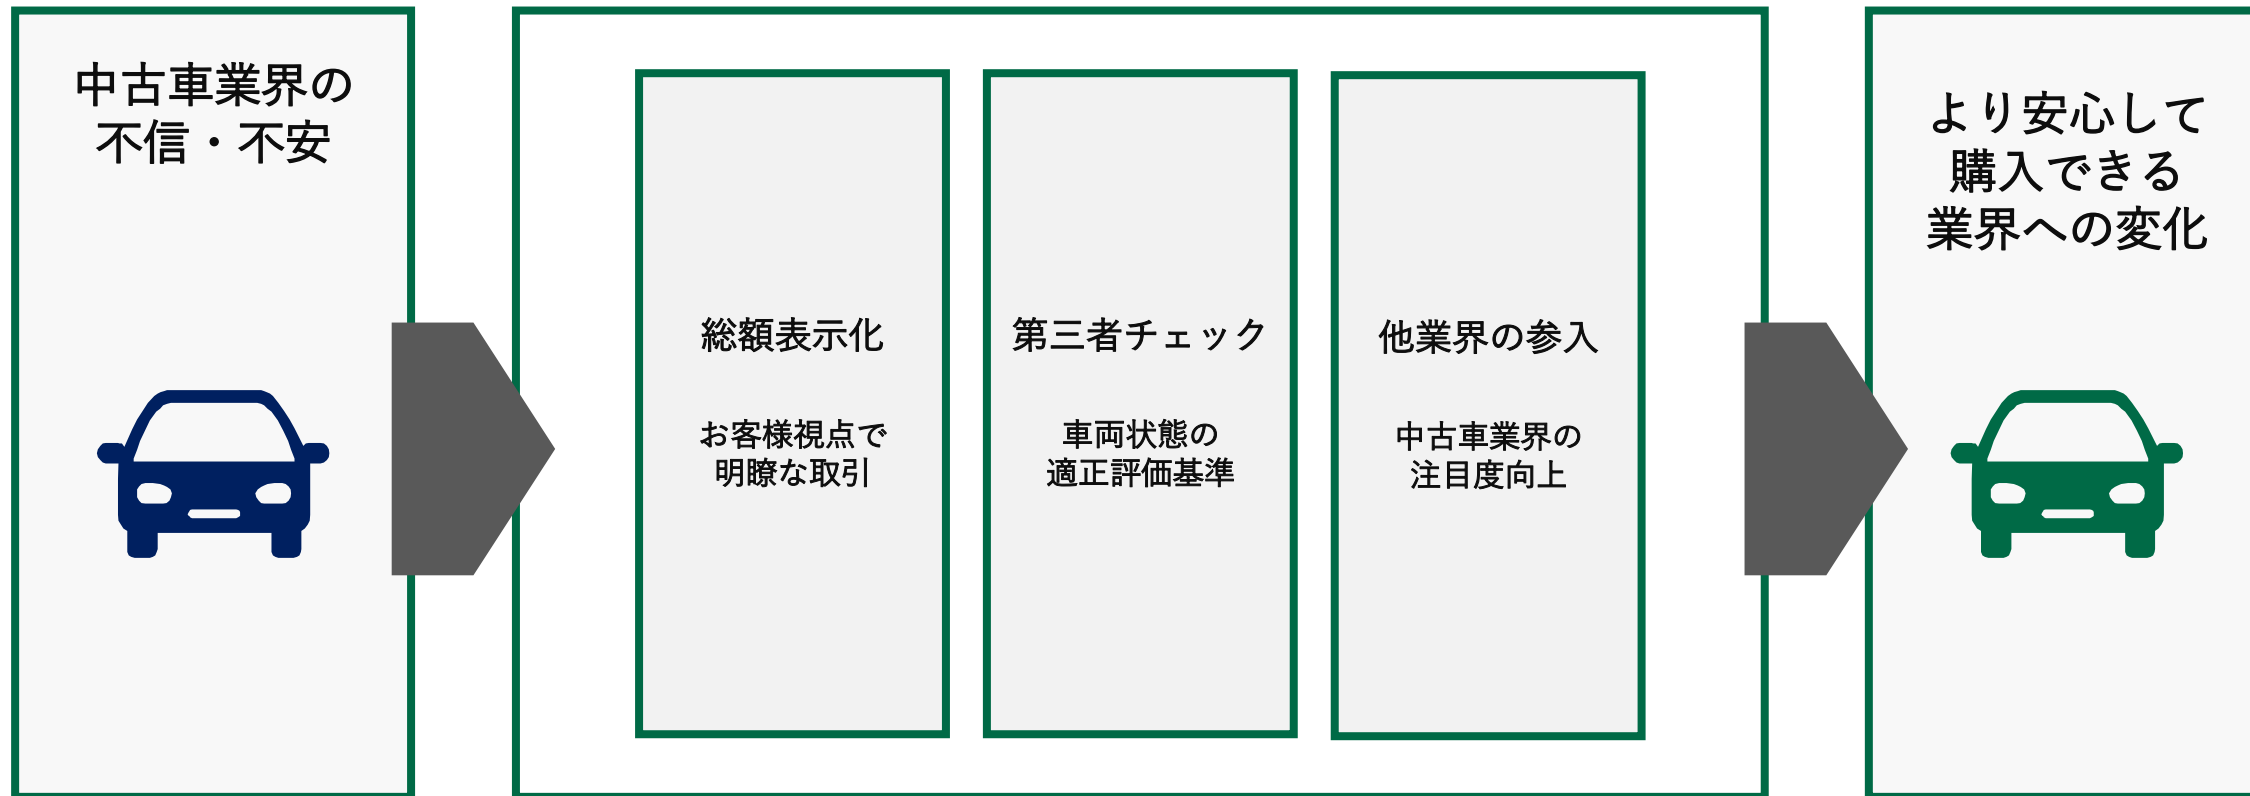 中古車業界の
不信・不安
総額表示化
お客様視点で
明瞭な取引
第三者チェック
車両状態の
適正評価基準
他業界の参入
中古車業界の
注目度向上
より安心して
購入できる
業界への変化